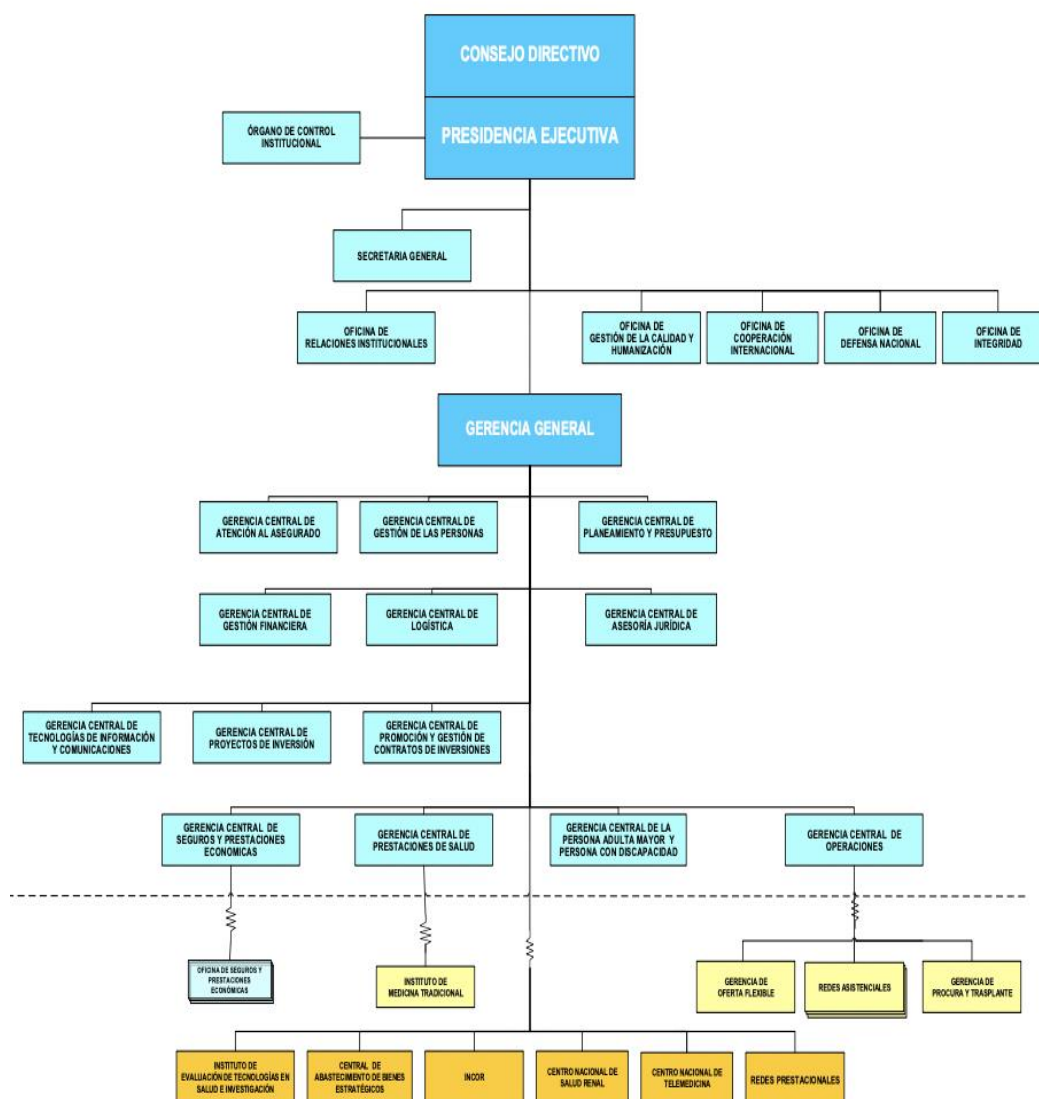 CONSEJO DIRECTIVO
PRESIDENCIA EJECUTIVA
ÓRGANO DE CONTROL
INSTITUCIONAL
SECRETARIA GENERAL
OFICINA DE
RELACIONES INSTITUCIONALES
OFICINA DE
GESTIÓN DE LA CALIDAD Y
HUMANIZACIÓN
OFICINA DE
COOPERACIÓN
INTERNACIONAL
OFICINA DE
DEFENSA NACIONAL
OFICINA DE
INTEGRIDAD
GERENCIA GENERAL
GERENCIA CENTRAL DE
ATENCIÓN AL ASEGURADO
GERENCIA CENTRAL DE
GESTIÓN DE LAS PERSONAS
GERENCIA CENTRAL DE
PLANEAMIENTO Y PRESUPUESTO
GERENCIA CENTRAL DE
GESTIÓN FINANCIERA
GERENCIA CENTRAL DE
LOGÍSTICA
GERENCIA CENTRAL DE
ASESORÍA JURÍDICA
GERENCIA CENTRAL DE
TECNOLOGÍAS DE INFORMACIÓN
Y COMUNICACIONES
GERENCIA CENTRAL DE
PROYECTOS DE INVERSIÓN
GERENCIA CENTRAL DE
PROMOCIÓN Y GESTIÓN DE
CONTRATOS DE INVERSIONES
GERENCIA CENTRAL DE
SEGUROS Y PRESTACIONES
ECONOMICAS
GERENCIA CENTRAL DE
PRESTACIONES DE SALUD
GERENCIA CENTRAL DE LA
PERSONA ADULTA MAYOR Y
PERSONA CON DISCAPACIDAD
GERENCIA CENTRAL DE
OPERACIONES
OFICINA DE SEGUROS Y
PRESTACIONES
ECONÓMICAS
INSTITUTO DE
MEDICINA TRADICIONAL
GERENCIA DE
OFERTA FLEXIBLE
REDES ASISTENCIALES
GERENCIA DE
PROCURA Y TRASPLANTE
INSTITUTO DE
EVALUACIÓN DE TECNOLOGÍAS EN
SALUD E INVESTIGACIÓN
CENTRAL DE
ABASTECIMIENTO DE BIENES
ESTRATÉGICOS
INCOR
CENTRO NACIONAL DE
SALUD RENAL
CENTRO NACIONAL DE
TELEMEDICINA
REDES PRESTACIONALES